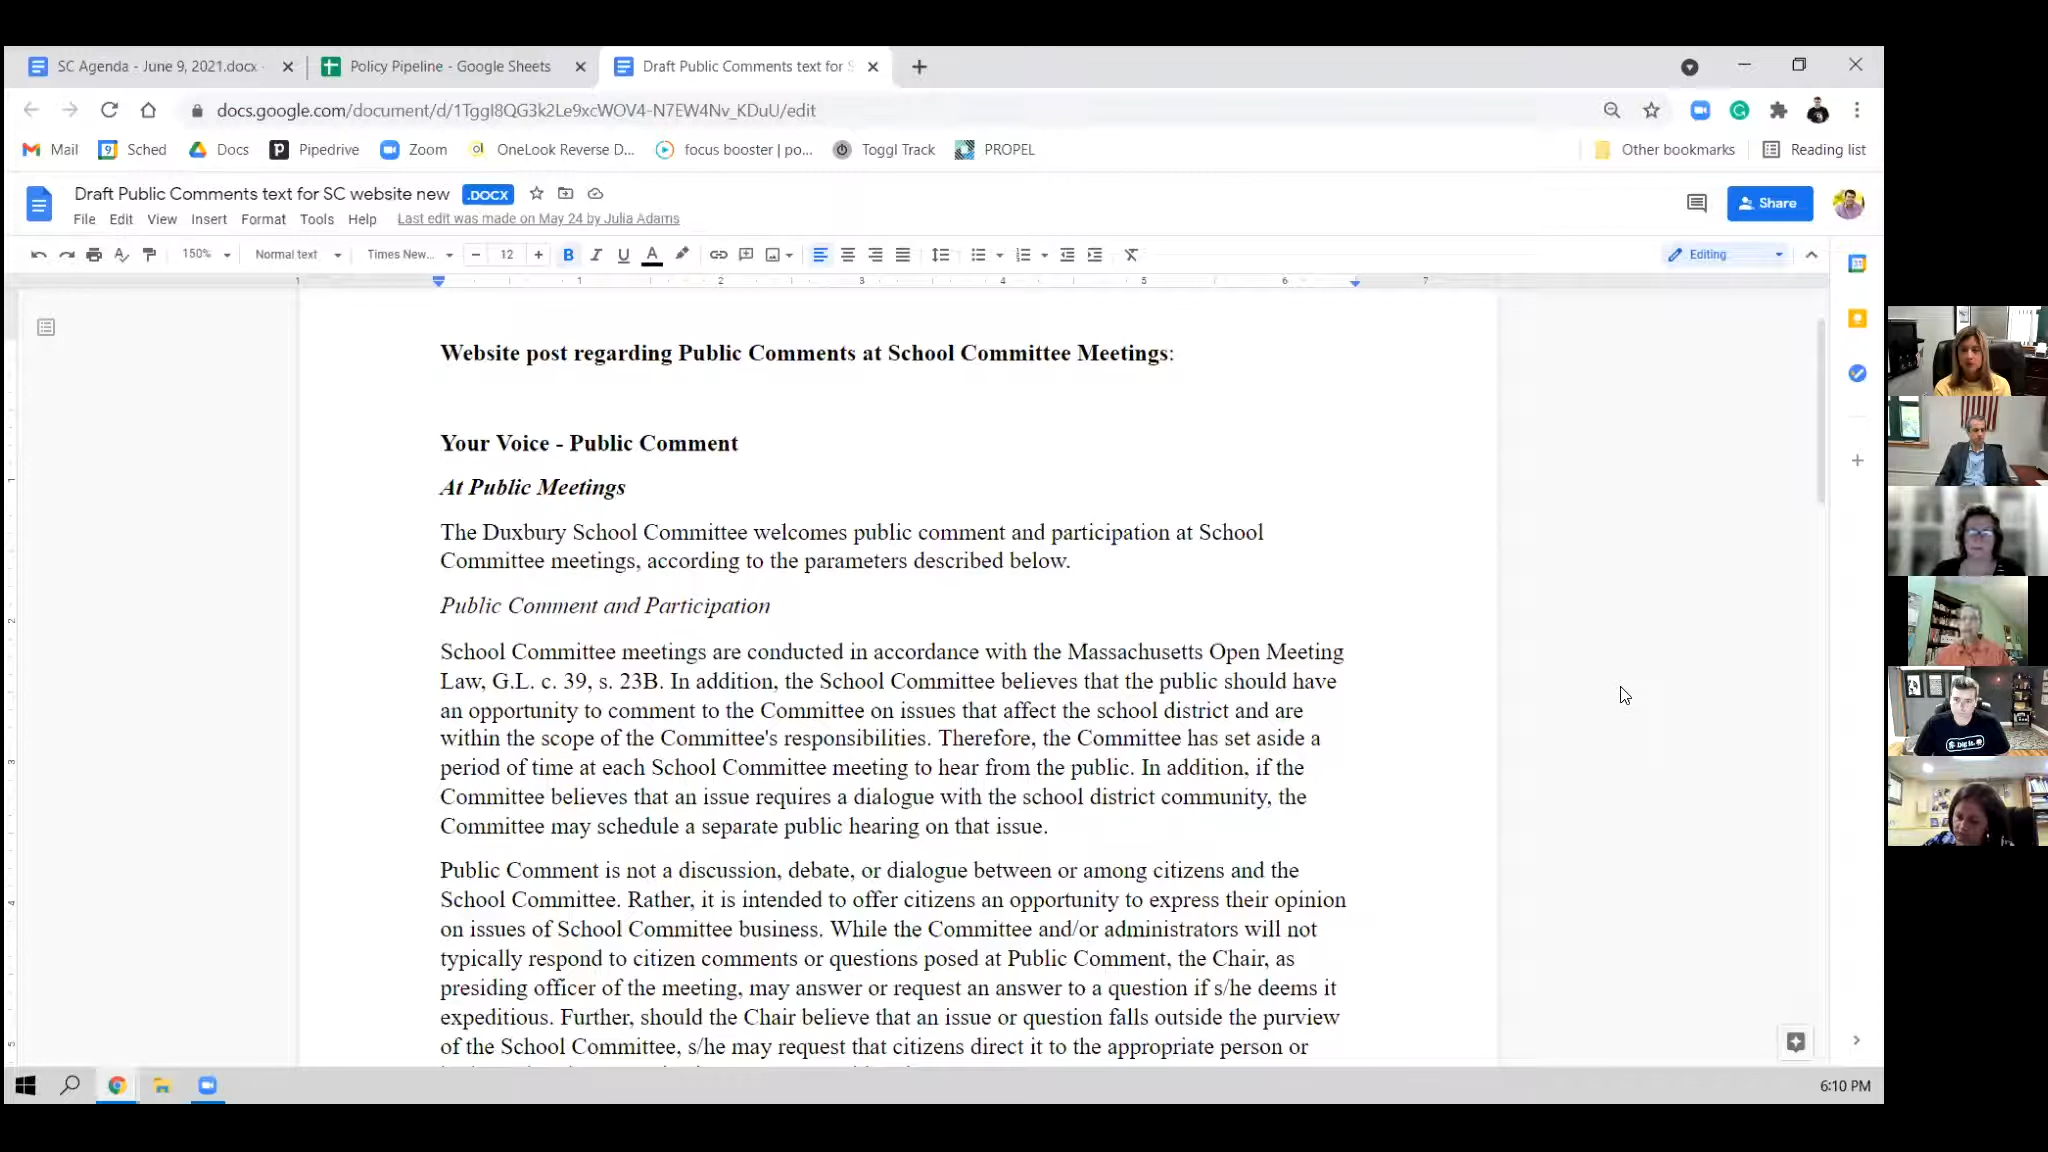 SC Agenda - June 9, 2021.docx
Policy Pipeline - Google Sheets
Draft Public Comments text for S
docs.google.com/document/d/1TggI8QG3k2Le9xcWOV4-N7EW4Nv_KDuU/edit
Mail
Sched
Docs
Pipedrive
Zoom
OneLook Reverse D...
focus booster | po...
Toggl Track
PROPEL
Other bookmarks
Reading list
Draft Public Comments text for SC website new
.DOCX
Share
File Edit View Insert Format Tools Help Last edit was made on May 24 by Julia Adams
150% Normal text Times New... 12 B I U A
Editing
1 1 2 3 4 5 6 7
Website post regarding Public Comments at School Committee Meetings:
Your Voice - Public Comment
At Public Meetings
The Duxbury School Committee welcomes public comment and participation at School
Committee meetings, according to the parameters described below.
Public Comment and Participation
School Committee meetings are conducted in accordance with the Massachusetts Open Meeting
Law, G.L. c. 39, s. 23B. In addition, the School Committee believes that the public should have
an opportunity to comment to the Committee on issues that affect the school district and are
within the scope of the Committee's responsibilities. Therefore, the Committee has set aside a
period of time at each School Committee meeting to hear from the public. In addition, if the
Committee believes that an issue requires a dialogue with the school district community, the
Committee may schedule a separate public hearing on that issue.
Public Comment is not a discussion, debate, or dialogue between or among citizens and the
School Committee. Rather, it is intended to offer citizens an opportunity to express their opinion
on issues of School Committee business. While the Committee and/or administrators will not
typically respond to citizen comments or questions posed at Public Comment, the Chair, as
presiding officer of the meeting, may answer or request an answer to a question if s/he deems it
expeditious. Further, should the Chair believe that an issue or question falls outside the purview
of the School Committee, s/he may request that citizens direct it to the appropriate person or
Dig it.
6:10 PM